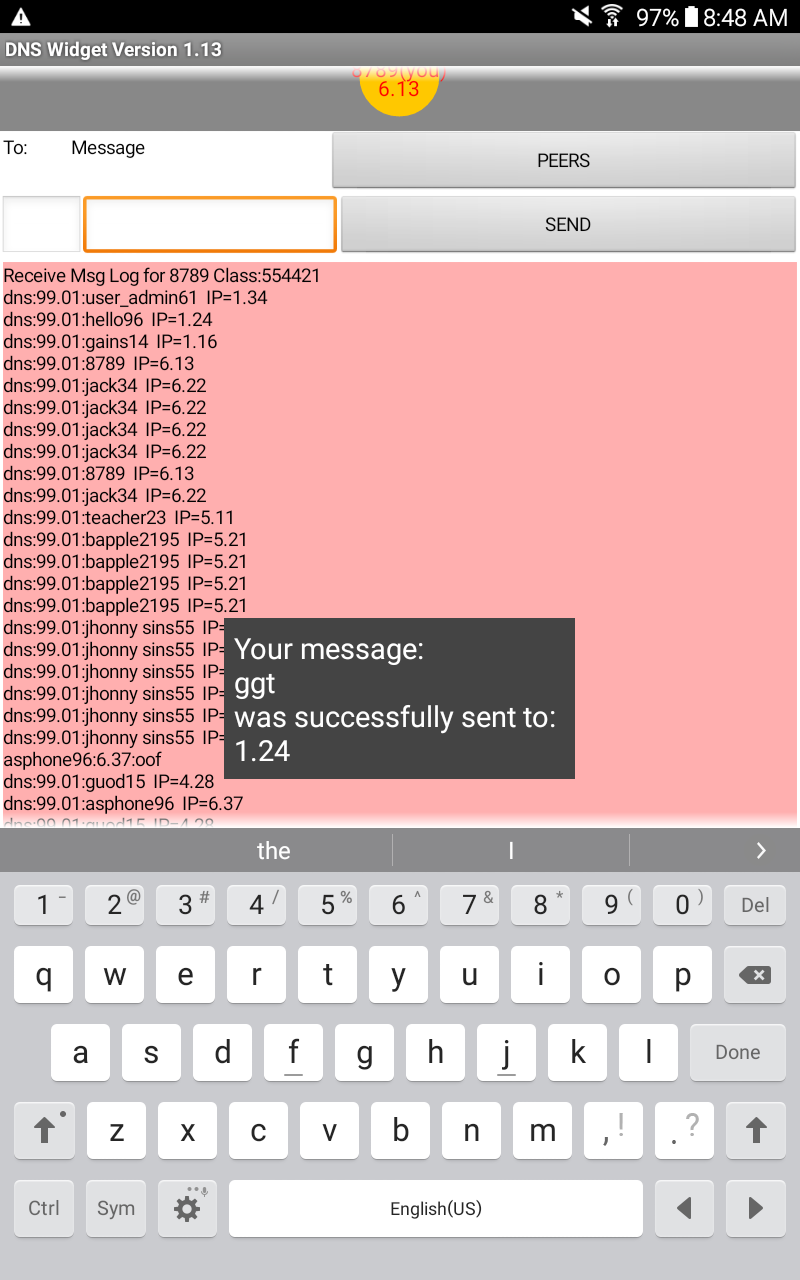 97% 8:48 AM
DNS Widget Version 1.13
8789(you)
6.13
To: Message PEERS
SEND
Receive Msg Log for 8789 Class:554421
dns:99.01:user_admin61 IP=1.34
dns:99.01:hello96 IP=1.24
dns:99.01:gains14 IP=1.16
dns:99.01:8789 IP=6.13
dns:99.01:jack34 IP=6.22
dns:99.01:jack34 IP=6.22
dns:99.01:jack34 IP=6.22
dns:99.01:jack34 IP=6.22
dns:99.01:8789 IP=6.13
dns:99.01:jack34 IP=6.22
dns:99.01:teacher23 IP=5.11
dns:99.01:bapple2195 IP=5.21
dns:99.01:bapple2195 IP=5.21
dns:99.01:bapple2195 IP=5.21
dns:99.01:bapple2195 IP=5.21
dns:99.01:jhonny sins55 IP=
dns:99.01:jhonny sins55 IP=
dns:99.01:jhonny sins55 IP=
dns:99.01:jhonny sins55 IP=
dns:99.01:jhonny sins55 IP=
dns:99.01:jhonny sins55 IP=
asphone96:6.37:oof
dns:99.01:guod15 IP=4.28
dns:99.01:asphone96 IP=6.37
dns:99.01:guod15 IP=4.28
Your message:
ggt
was successfully sent to:
1.24
the I
1 - 2 @ 3 # 4 / 5 % 6 ^ 7 & 8 * 9 ( 0 ) Del
q w e r t y u i o p
a s d f g h j k l Done
z x c v b n m , ! . ?
Ctrl Sym English(US)